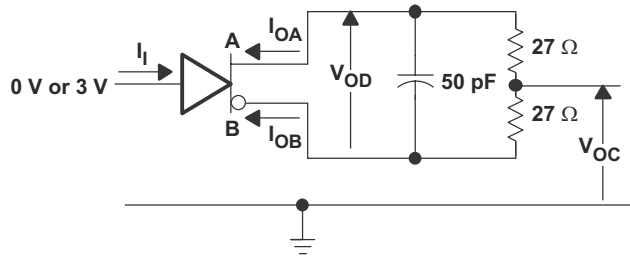 A
I_OA
I_I
0 V or 3 V
B
I_OB
V_OD
50 pF
27 Ω
27 Ω
V_OC